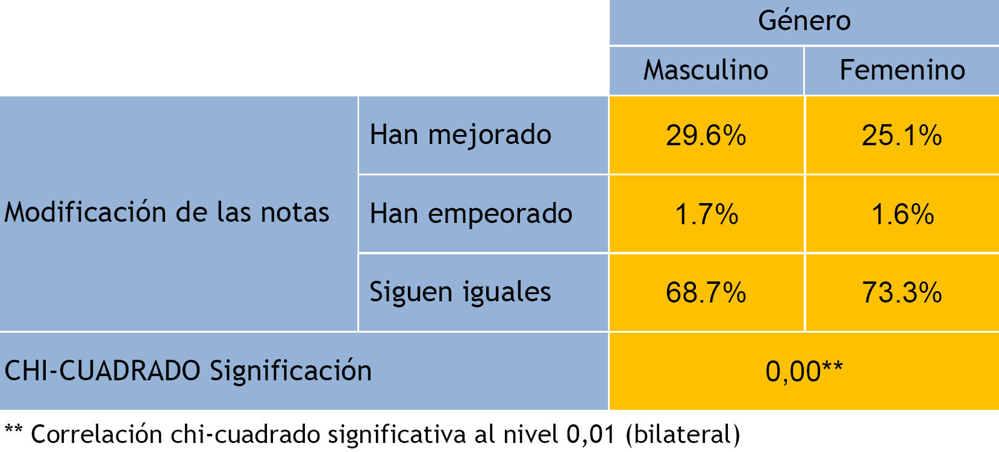 Género
Masculino Femenino
Modificación de las notas
Han mejorado 29.6% 25.1%
Han empeorado 1.7% 1.6%
Siguen iguales 68.7% 73.3%
CHI-CUADRADO Significación 0,00**
** Correlación chi-cuadrado significativa al nivel 0,01 (bilateral)